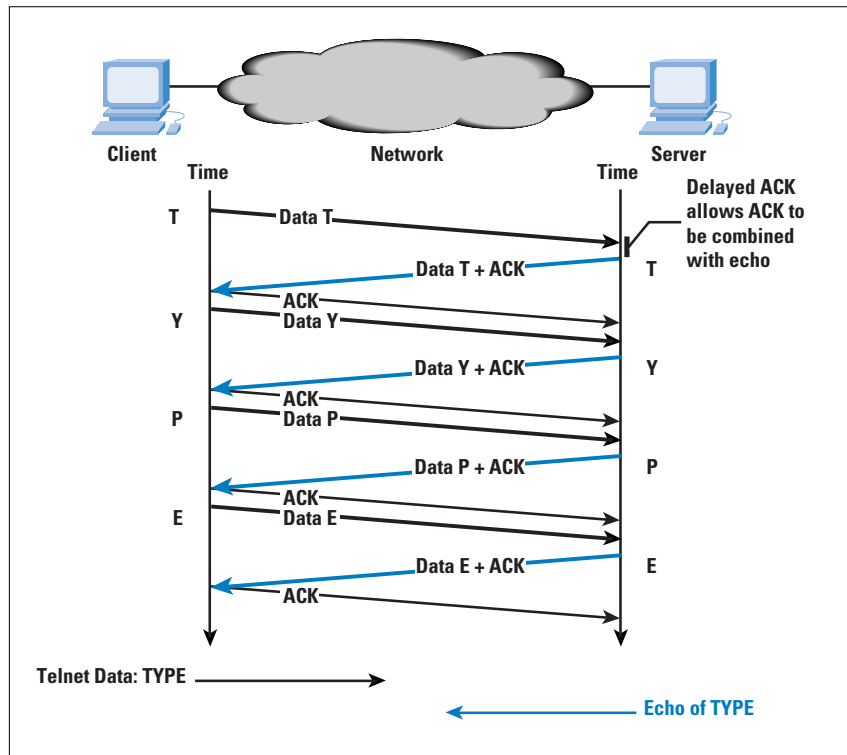 Client
Network
Server
Time
Time
Delayed ACK
allows ACK to
be combined
with echo
T
Data T
Data T + ACK
T
ACK
Y
Data Y
Data Y + ACK
Y
ACK
P
Data P
Data P + ACK
P
ACK
E
Data E
Data E + ACK
E
ACK
Telnet Data: TYPE
Echo of TYPE